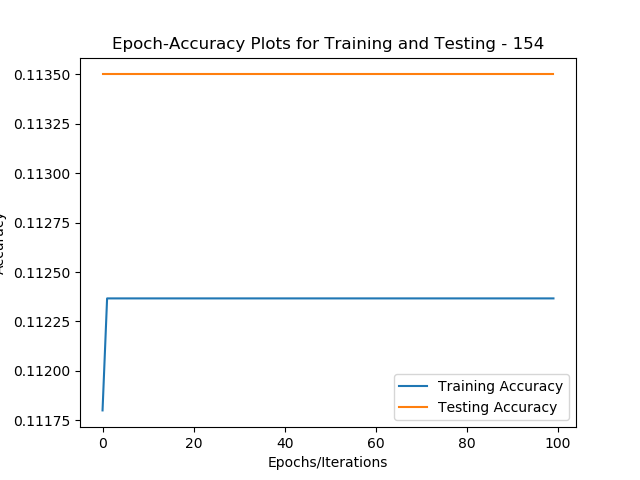 Epoch-Accuracy Plots for Training and Testing - 154
0.11350
0.11325
0.11300
0.11275
0.11250
0.11225
0.11200
0.11175
Accuracy
0
20
40
60
80
100
Epochs/Iterations
Training Accuracy
Testing Accuracy